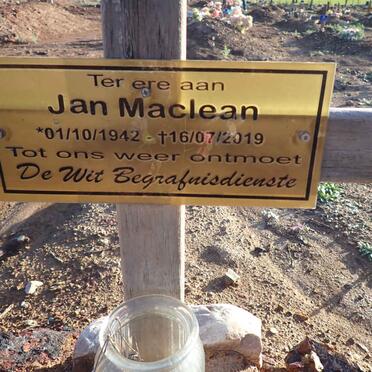 Ter ere aan
Jan Maclean
*01/10/1942 - †16/07/2019
Tot ons weer ontmoet
De Wit Begrafnisdienste